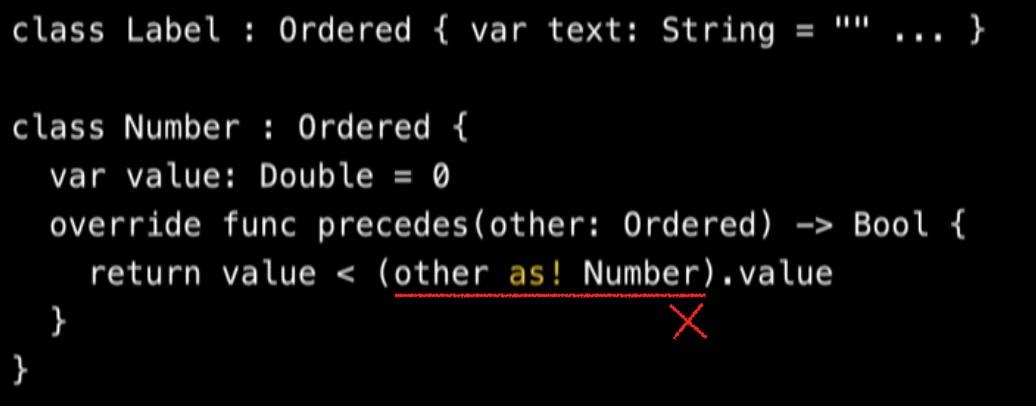 class Label : Ordered { var text: String = "" ... }
class Number : Ordered {
var value: Double = 0
override func precedes(other: Ordered) -> Bool {
return value < (other as! Number).value
}
}